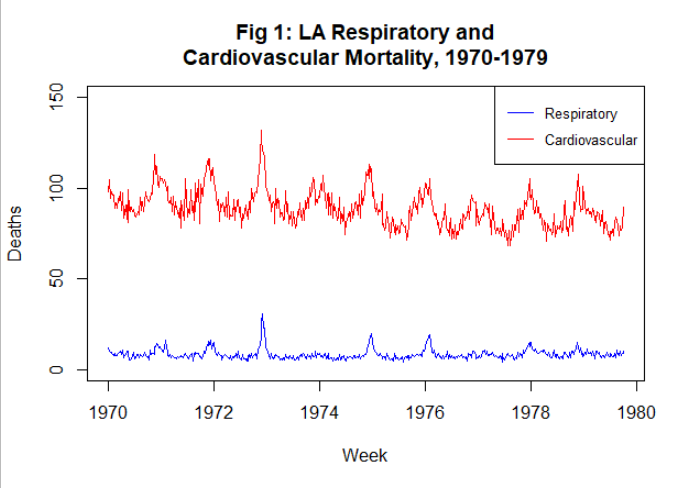 Fig 1: LA Respiratory and
Cardiovascular Mortality, 1970-1979
Respiratory
Cardiovascular
Deaths
150
100
50
0
1970 1972 1974 1976 1978 1980
Week